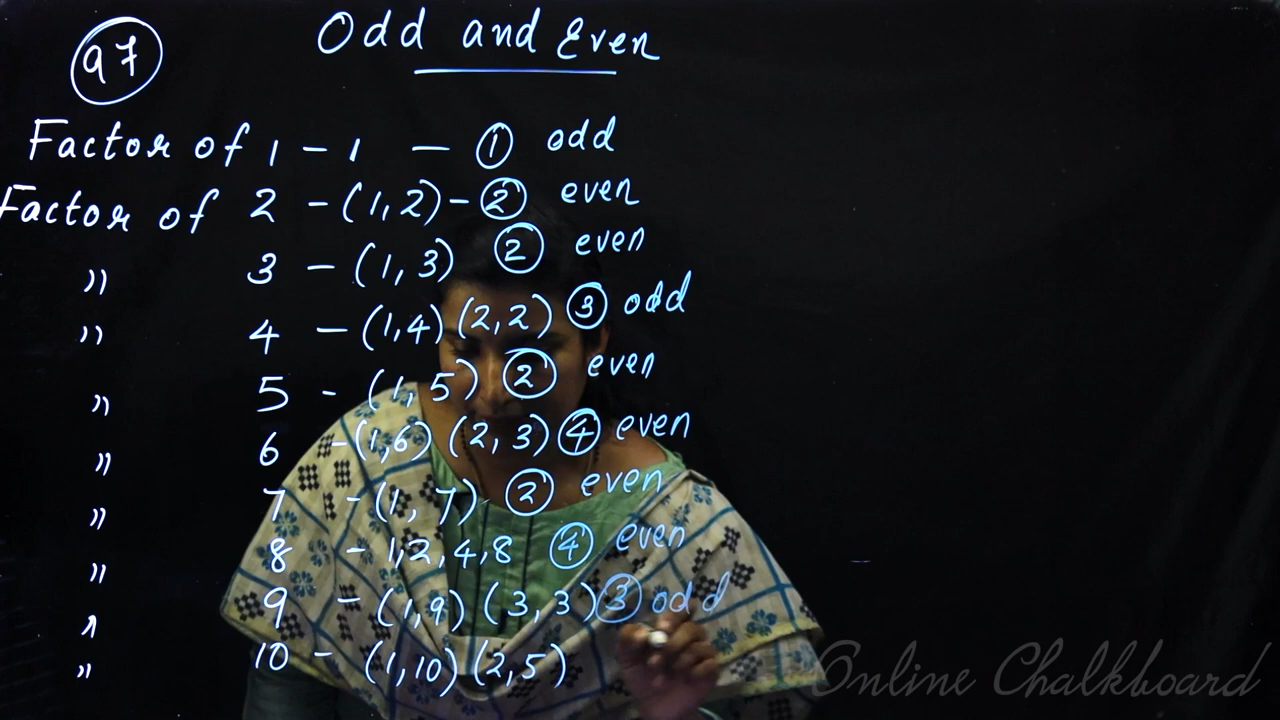 97
Odd and Even
Factor of 1 - 1 — 1 odd
Factor of 2 - (1,2) - 2 even
" 3 - (1,3) 2 even
" 4 - (1,4) (2,2) 3 odd
" 5 - (1,5) 2 even
" 6 - (1,6) (2,3) 4 even
" 7 - (1,7) 2 even
" 8 - 1,2,4,8 4 even
" 9 - (1,9) (3,3) 3 odd
" 10 - (1,10) (2,5)
Online Chalkboard